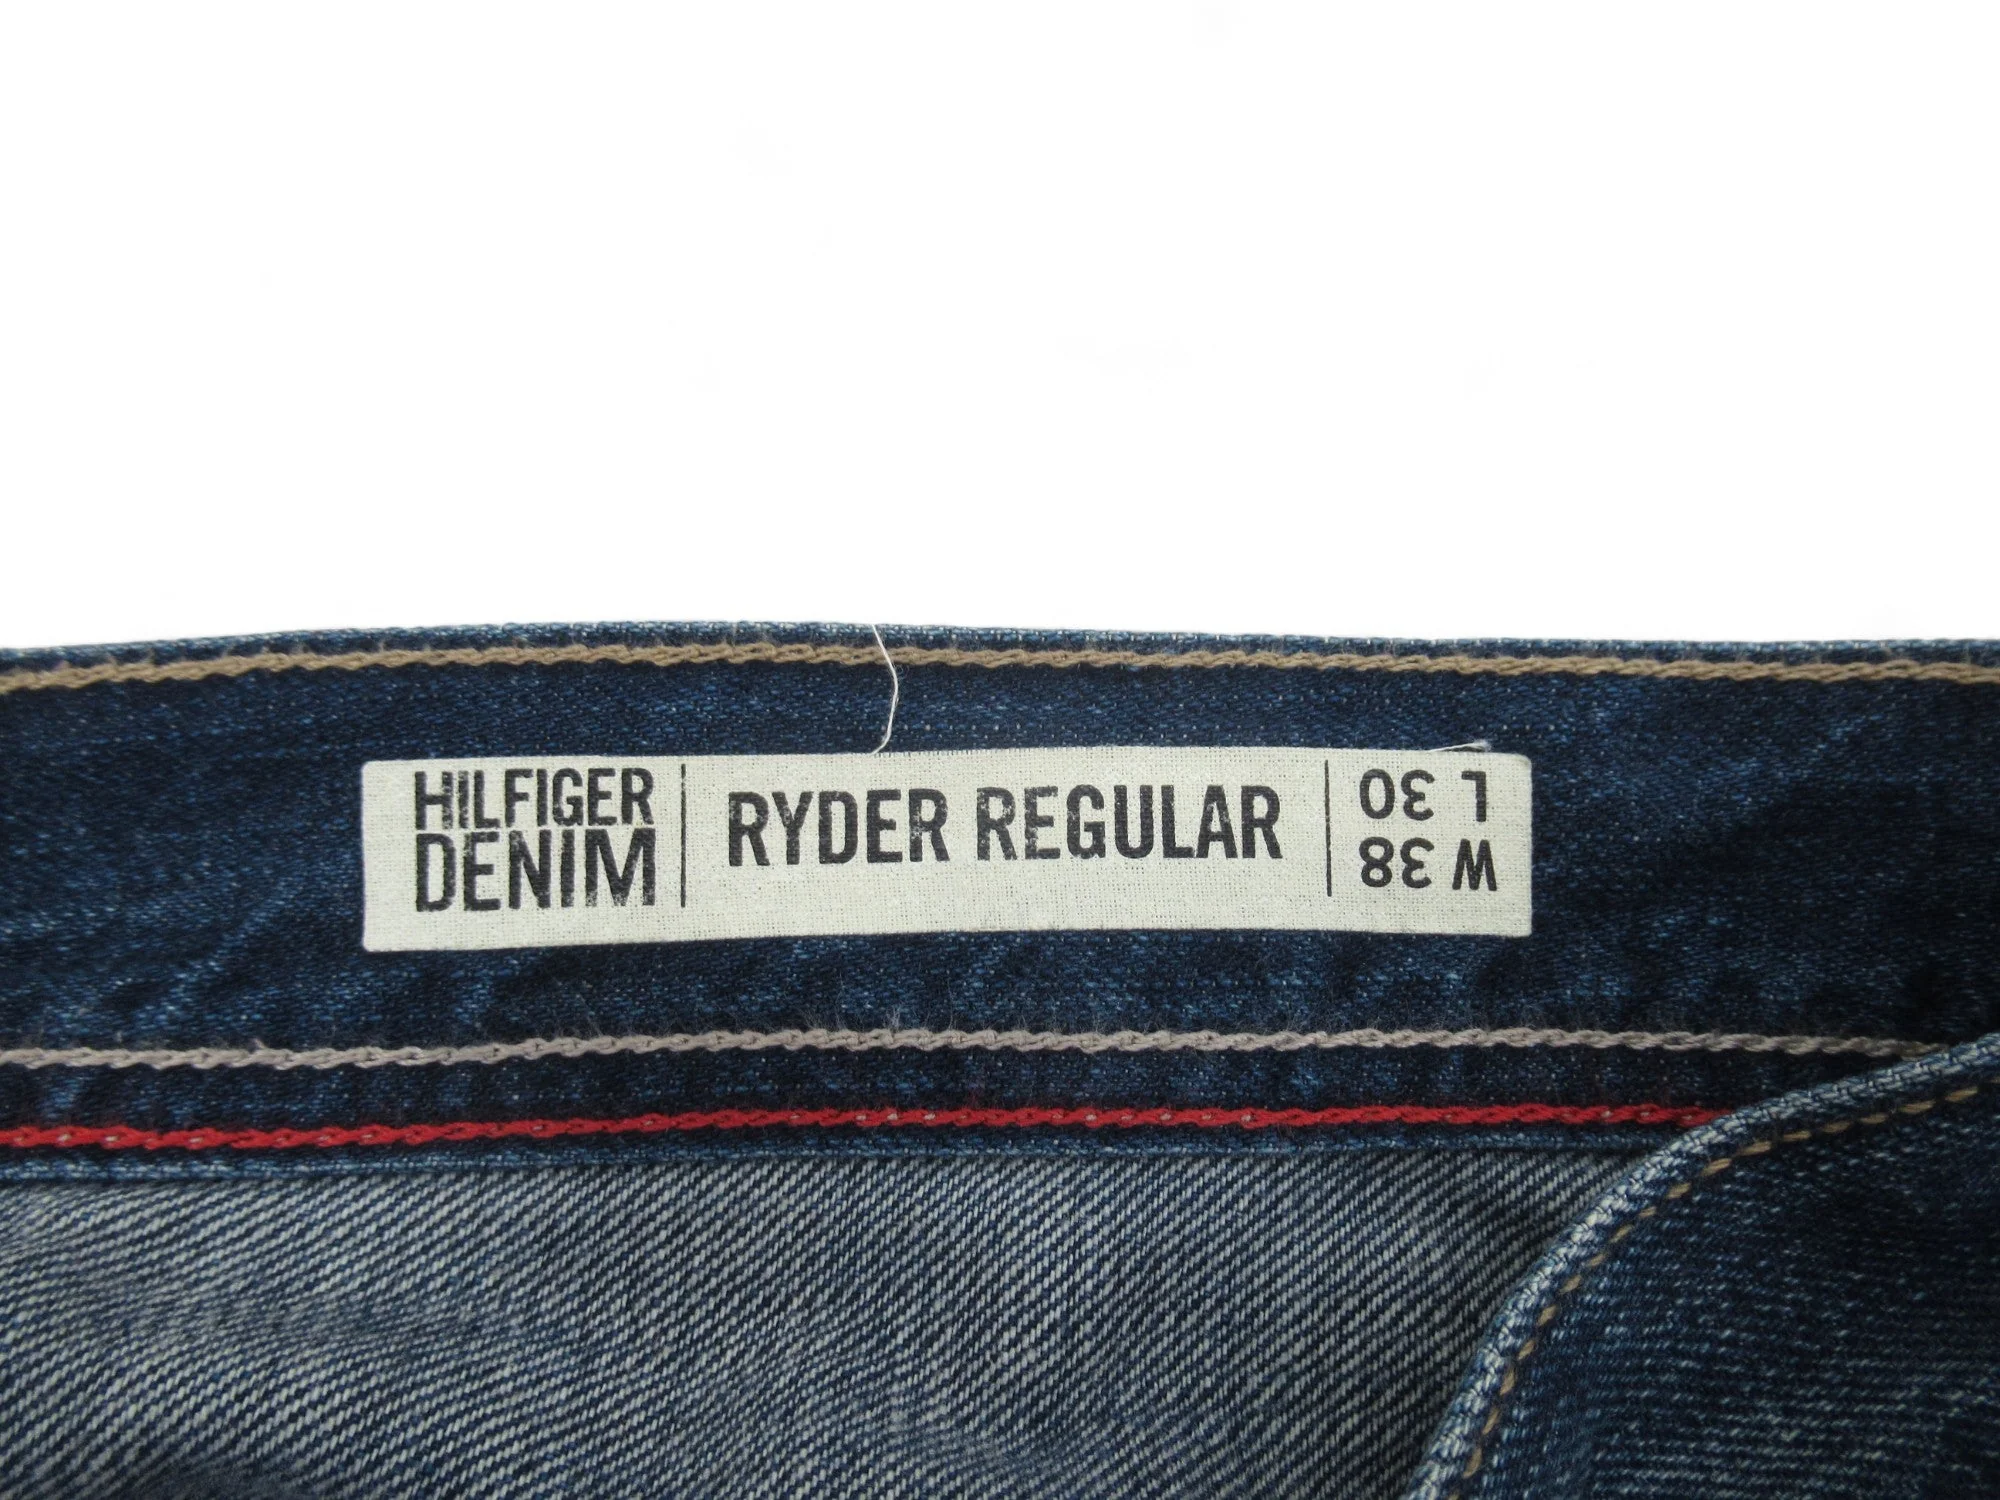 HILFIGER
DENIM
RYDER REGULAR
W 38
L 30